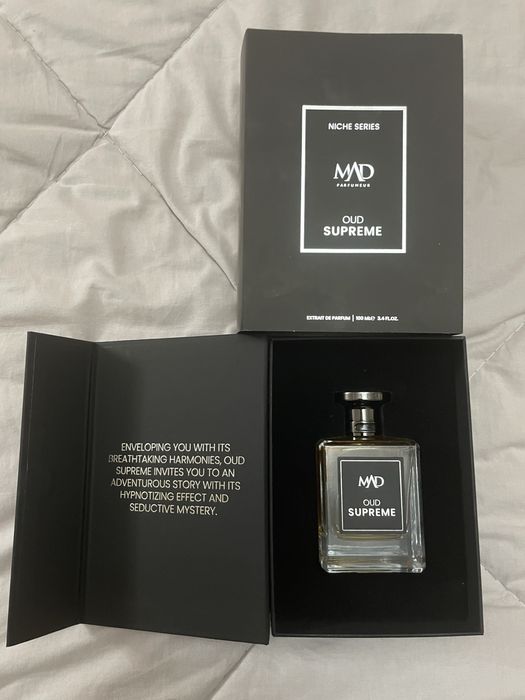 NICHE SERIES
MAD
PARFUMEUR
OUD
SUPREME
EXTRAIT DE PARFUM | 100 ML℮ 3.4 FL.OZ.
ENVELOPING YOU WITH ITS
BREATHTAKING HARMONIES, OUD
SUPREME INVITES YOU TO AN
ADVENTUROUS STORY WITH ITS
HYPNOTIZING EFFECT AND
SEDUCTIVE MYSTERY.
MAD
OUD
SUPREME